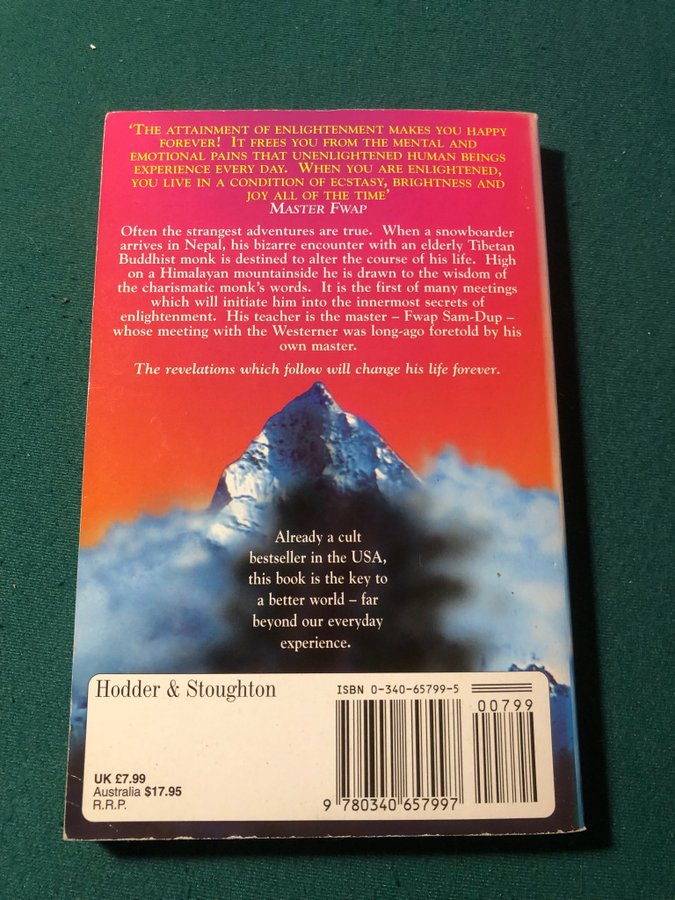 ‘THE ATTAINMENT OF ENLIGHTENMENT MAKES YOU HAPPY
FOREVER! IT FREES YOU FROM THE MENTAL AND
EMOTIONAL PAINS THAT UNENLIGHTENED HUMAN BEINGS
EXPERIENCE EVERY DAY. WHEN YOU ARE ENLIGHTENED,
YOU LIVE IN A CONDITION OF ECSTASY, BRIGHTNESS AND
JOY ALL OF THE TIME’
MASTER FWAP
Often the strangest adventures are true. When a snowboarder
arrives in Nepal, his bizarre encounter with an elderly Tibetan
Buddhist monk is destined to alter the course of his life. High
on a Himalayan mountainside he is drawn to the wisdom of
the charismatic monk’s words. It is the first of many meetings
which will initiate him into the innermost secrets of
enlightenment. His teacher is the master – Fwap Sam-Dup –
whose meeting with the Westerner was long-ago foretold by his
own master.
The revelations which follow will change his life forever.
Already a cult
bestseller in the USA,
this book is the key to
a better world – far
beyond our everyday
experience.
Hodder & Stoughton
ISBN 0-340-65799-5
00799
UK £7.99
Australia $17.95
R.R.P.
9 780340 657997